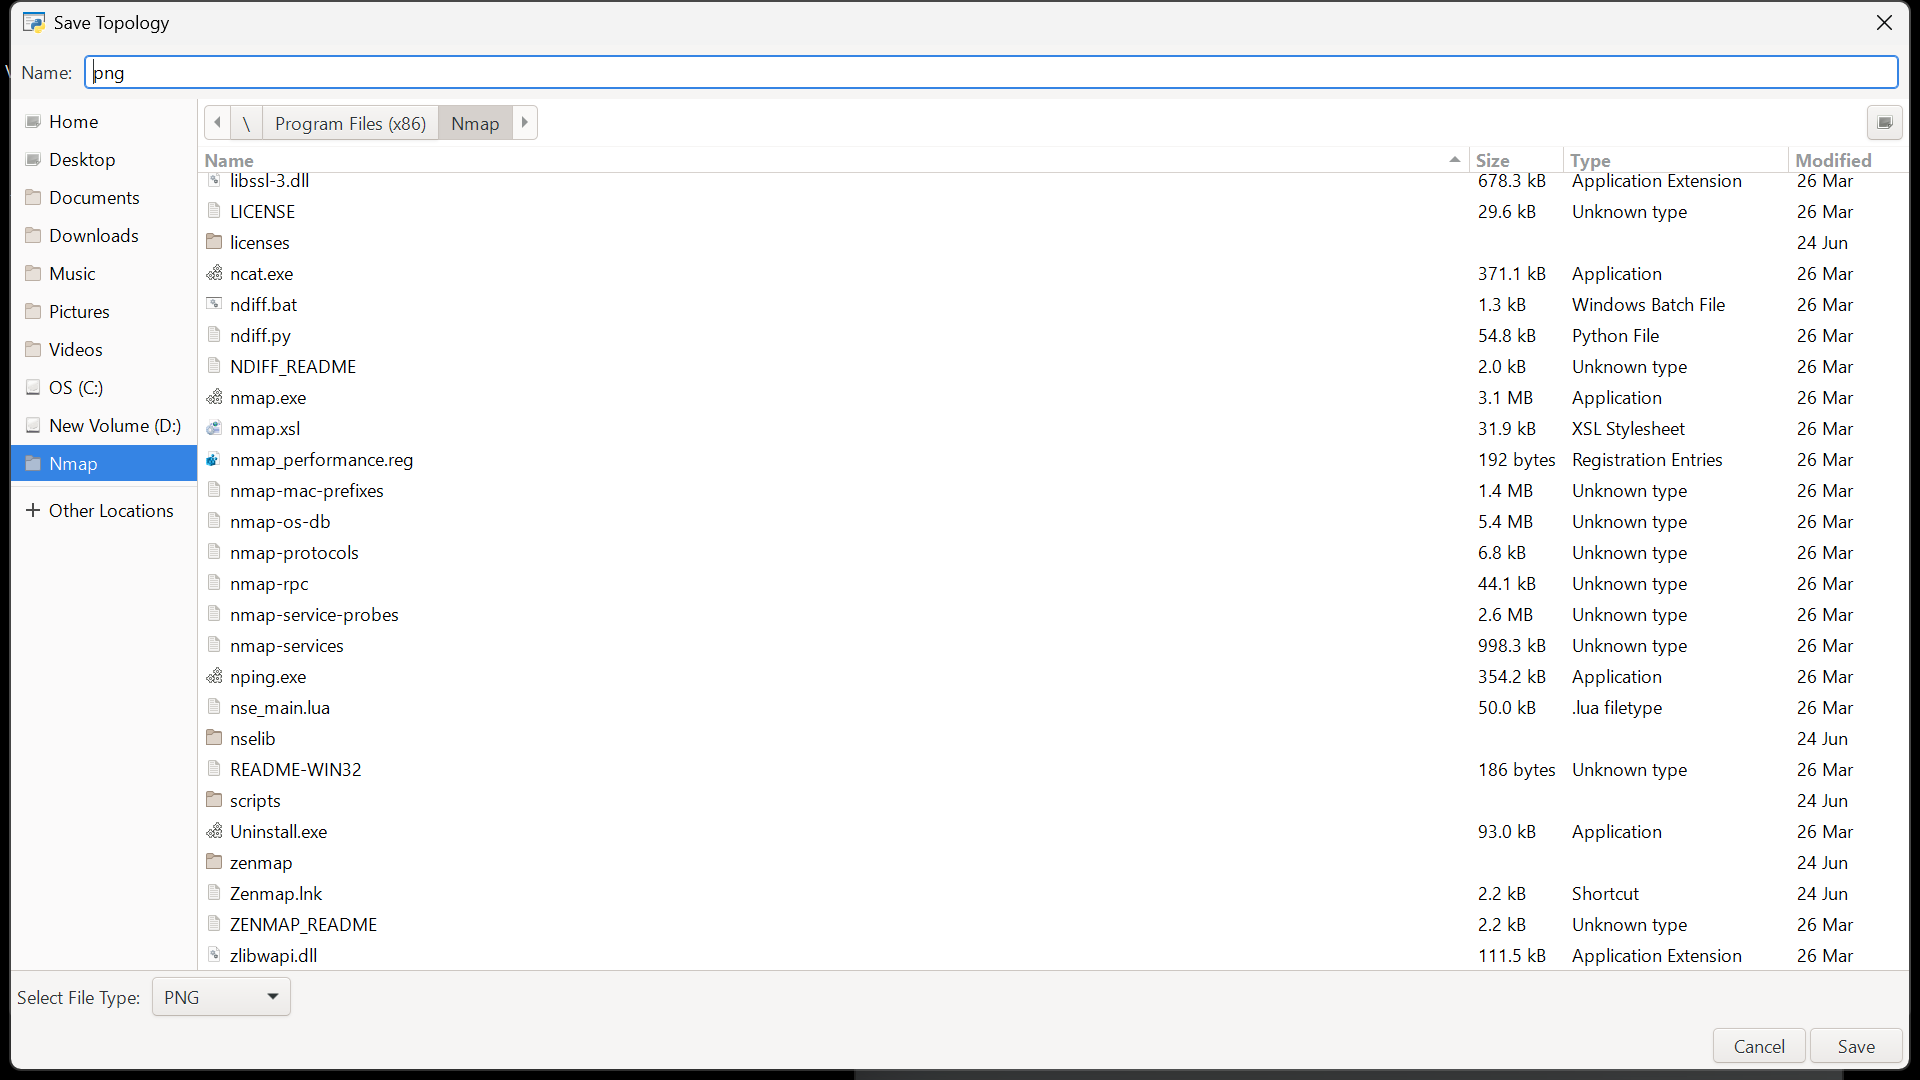 Save Topology
Name: png
Home
Desktop
Documents
Downloads
Music
Pictures
Videos
OS (C:)
New Volume (D:)
Nmap
Other Locations
\ Program Files (x86) Nmap
Name Size Type Modified
libssl-3.dll 678.3 kB Application Extension 26 Mar
LICENSE 29.6 kB Unknown type 26 Mar
licenses 24 Jun
ncat.exe 371.1 kB Application 26 Mar
ndiff.bat 1.3 kB Windows Batch File 26 Mar
ndiff.py 54.8 kB Python File 26 Mar
NDIFF_README 2.0 kB Unknown type 26 Mar
nmap.exe 3.1 MB Application 26 Mar
nmap.xsl 31.9 kB XSL Stylesheet 26 Mar
nmap_performance.reg 192 bytes Registration Entries 26 Mar
nmap-mac-prefixes 1.4 MB Unknown type 26 Mar
nmap-os-db 5.4 MB Unknown type 26 Mar
nmap-protocols 6.8 kB Unknown type 26 Mar
nmap-rpc 44.1 kB Unknown type 26 Mar
nmap-service-probes 2.6 MB Unknown type 26 Mar
nmap-services 998.3 kB Unknown type 26 Mar
nping.exe 354.2 kB Application 26 Mar
nse_main.lua 50.0 kB .lua filetype 26 Mar
nselib 24 Jun
README-WIN32 186 bytes Unknown type 26 Mar
scripts 24 Jun
Uninstall.exe 93.0 kB Application 26 Mar
zenmap 24 Jun
Zenmap.lnk 2.2 kB Shortcut 24 Jun
ZENMAP_README 2.2 kB Unknown type 26 Mar
zlibwapi.dll 111.5 kB Application Extension 26 Mar
Select File Type: PNG
Cancel Save